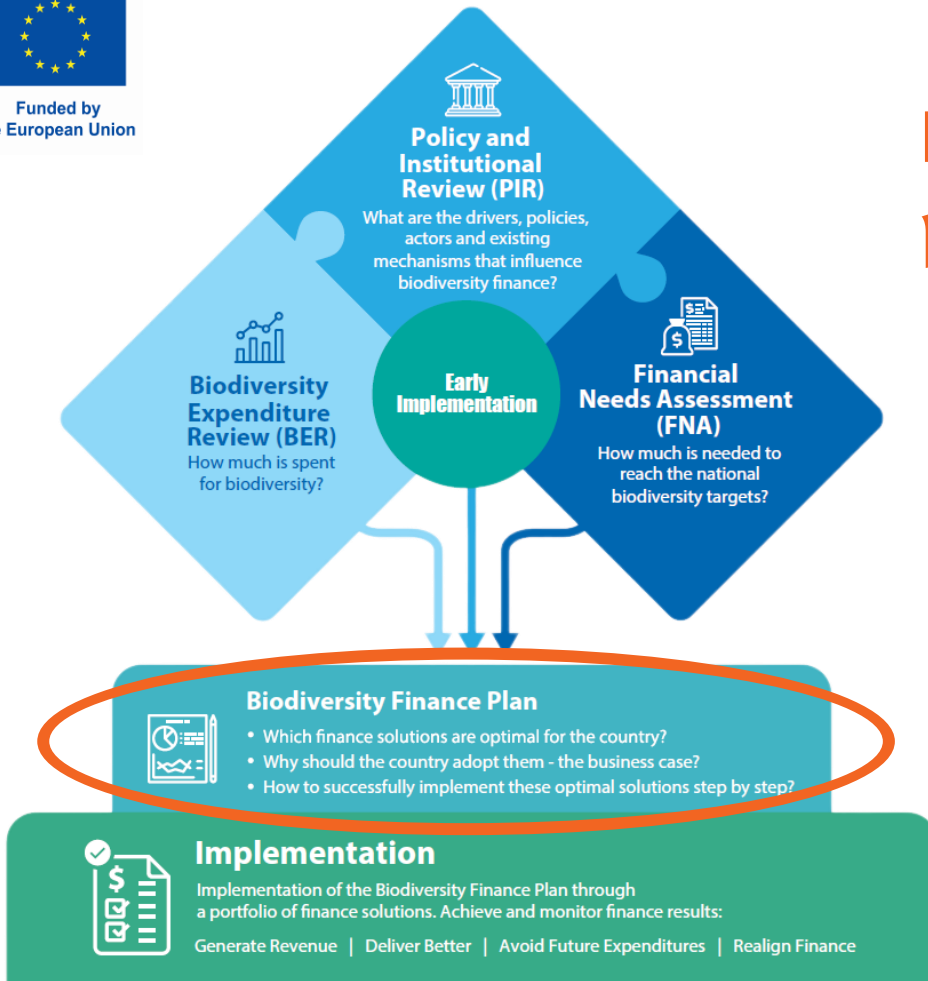 Funded by
European Union
Policy and
Institutional
Review (PIR)
What are the drivers, policies,
actors and existing
mechanisms that influence
biodiversity finance?
Biodiversity
Expenditure
Review (BER)
How much is spent
for biodiversity?
Early
Implementation
Financial
Needs Assessment
(FNA)
How much is needed to
reach the national
biodiversity targets?
Biodiversity Finance Plan
• Which finance solutions are optimal for the country?
• Why should the country adopt them - the business case?
• How to successfully implement these optimal solutions step by step?
Implementation
Implementation of the Biodiversity Finance Plan through
a portfolio of finance solutions. Achieve and monitor finance results:
Generate Revenue | Deliver Better | Avoid Future Expenditures | Realign Finance